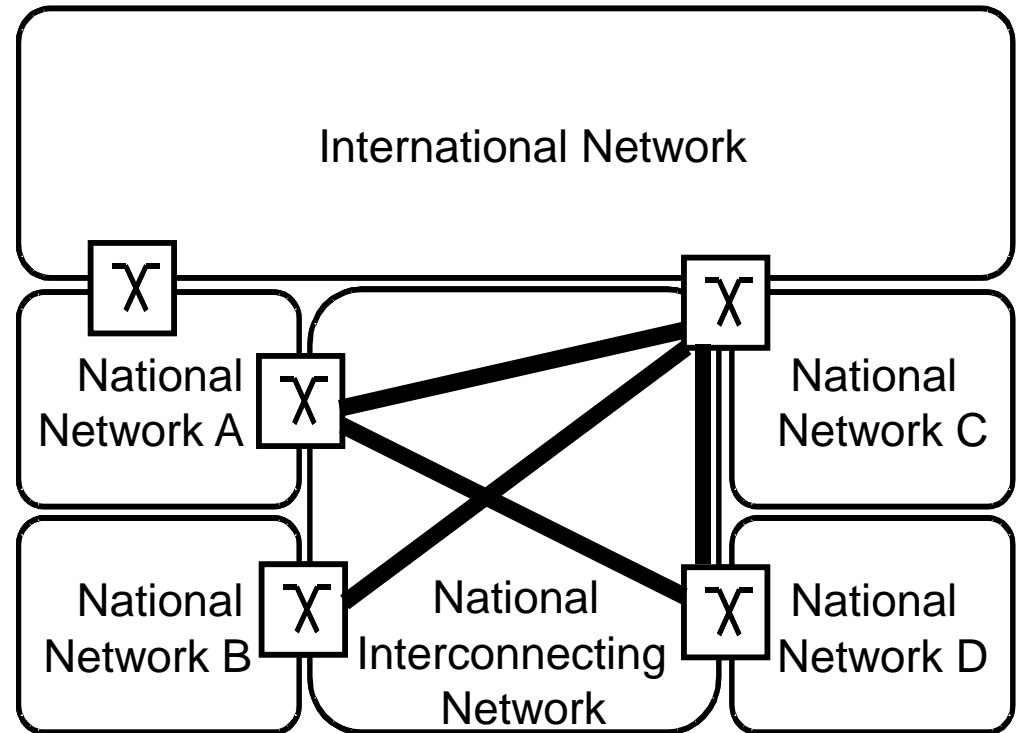 International Network
National
Network A
National
Network C
National
Network B
National
Interconnecting
Network
National
Network D